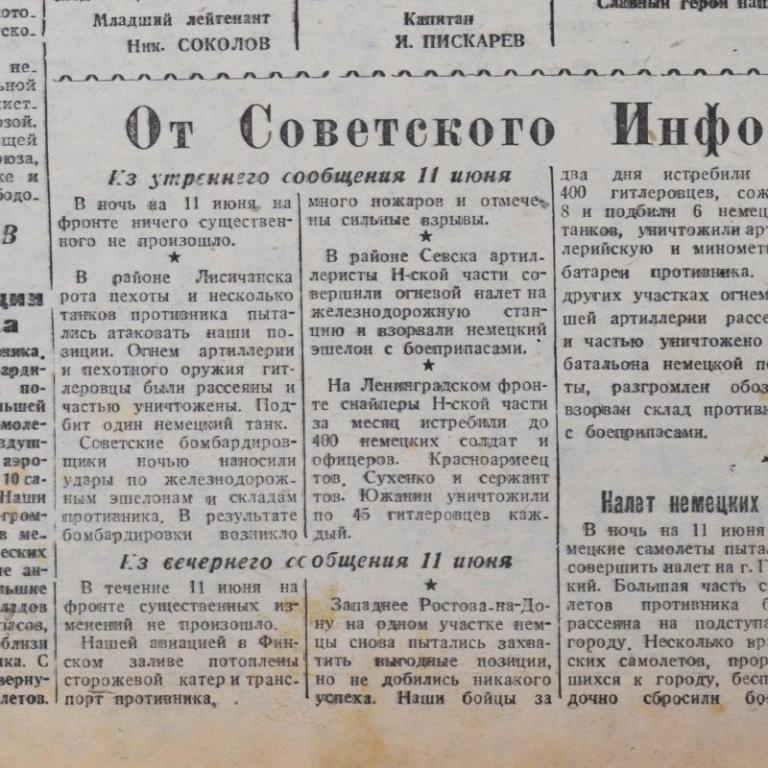 Младший лейтенант
Ник. СОКОЛОВ
Капитан
И. ПИСКАРЕВ
Славный герой наш
От Советского Инфо
Из утреннего сообщения 11 июня
В ночь на 11 июня на
фронте ничего существен-
ного не произошло.
★
В районе Лисичанска
рота пехоты и несколько
танков противника пыта-
лись атаковать наши по-
зиции. Огнем артиллерии
и пехотного оружия гит-
леровцы были рассеяны и
частью уничтожены. Под-
бит один немецкий танк.
Советские бомбардиров-
щики ночью наносили
удары по железнодорож-
ным эшелонам и складам
противника. В результате
бомбардировки возникло
много пожаров и отмече-
ны сильные взрывы.
★
В районе Севска артил-
леристы Н-ской части со-
вершили огневой налет на
железнодорожную стан-
цию и взорвали немецкий
эшелон с боеприпасами.
★
На Ленинградском фрон-
те снайперы Н-ской части
за месяц истребили до
400 немецких солдат и
офицеров. Красноармеец
тов. Сухенко и сержант
тов. Южанин уничтожили
по 45 гитлеровцев каж-
дый.
Из вечернего сообщения 11 июня
В течение 11 июня на
фронте существенных из-
менений не произошло.
Нашей авиацией в Фин-
ском заливе потоплены
сторожевой катер и транс-
порт противника.
★
Западнее Ростова-на-До-
ну на одном участке нем-
цы снова пытались захва-
тить выгодные позиции,
но не добились никакого
успеха. Наши бойцы за
два дня истребили
400 гитлеровцев, сож
8 и подбили 6 немец
танков, уничтожили арт
лерийскую и миномет
батареи противника.
других участках огнем
шей артиллерии рассе
и частью уничтожено
батальона немецкой пе
ты, разгромлен обоз
взорван склад против
с боеприпасами.
Налет немецких
В ночь на 11 июня
мецкие самолеты пыта
совершить налет на г. Г
кий. Большая часть с
летов противника б
рассеяна на подступа
городу. Несколько вр
ских самолетов, прор
шихся к городу, бесп
дочно сбросили бо